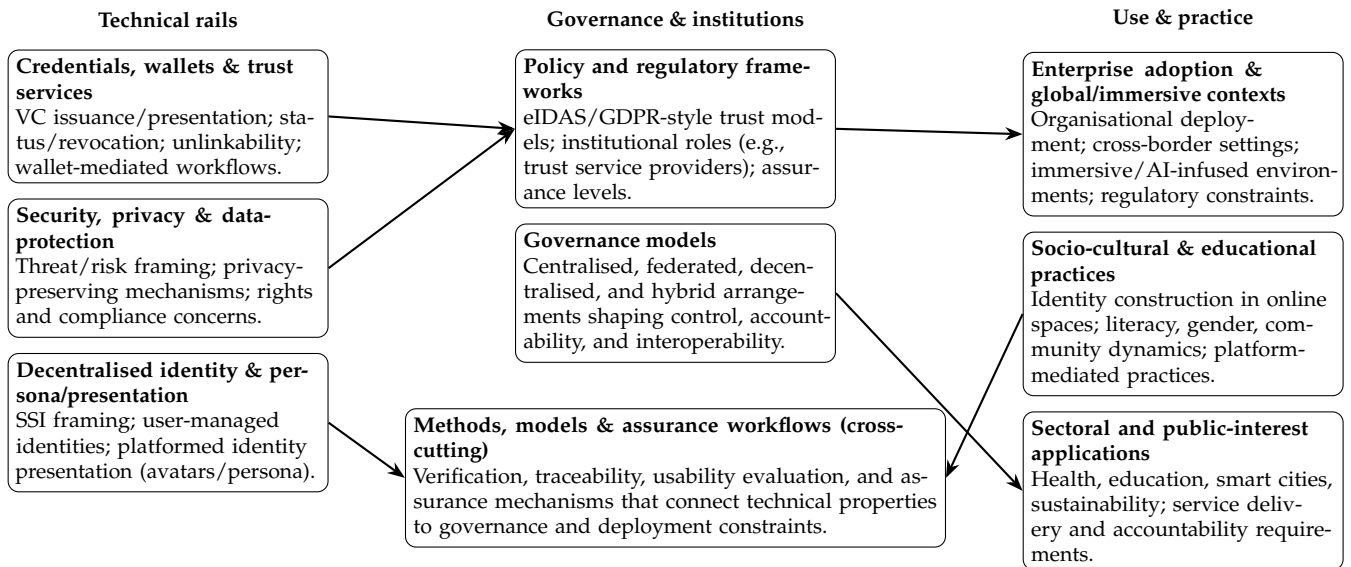 Technical rails
Credentials, wallets & trust
services
VC issuance/presentation; sta-
tus/revocation; unlinkability;
wallet-mediated workflows.
Security, privacy & data-
protection
Threat/risk framing; privacy-
preserving mechanisms; rights
and compliance concerns.
Decentralised identity & per-
sona/presentation
SSI framing; user-managed
identities; platformed identity
presentation (avatars/persona).
Governance & institutions
Policy and regulatory frame-
works
eIDAS/GDPR-style trust mod-
els; institutional roles (e.g.,
trust service providers); assur-
ance levels.
Governance models
Centralised, federated, decen-
tralised, and hybrid arrange-
ments shaping control, account-
ability, and interoperability.
Methods, models & assurance workflows (cross-
cutting)
Verification, traceability, usability evaluation, and as-
surance mechanisms that connect technical properties
to governance and deployment constraints.
Use & practice
Enterprise adoption &
global/immersive contexts
Organisational deploy-
ment; cross-border settings;
immersive/AI-infused environ-
ments; regulatory constraints.
Socio-cultural & educational
practices
Identity construction in online
spaces; literacy, gender, com-
munity dynamics; platform-
mediated practices.
Sectoral and public-interest
applications
Health, education, smart cities,
sustainability; service deliv-
ery and accountability require-
ments.